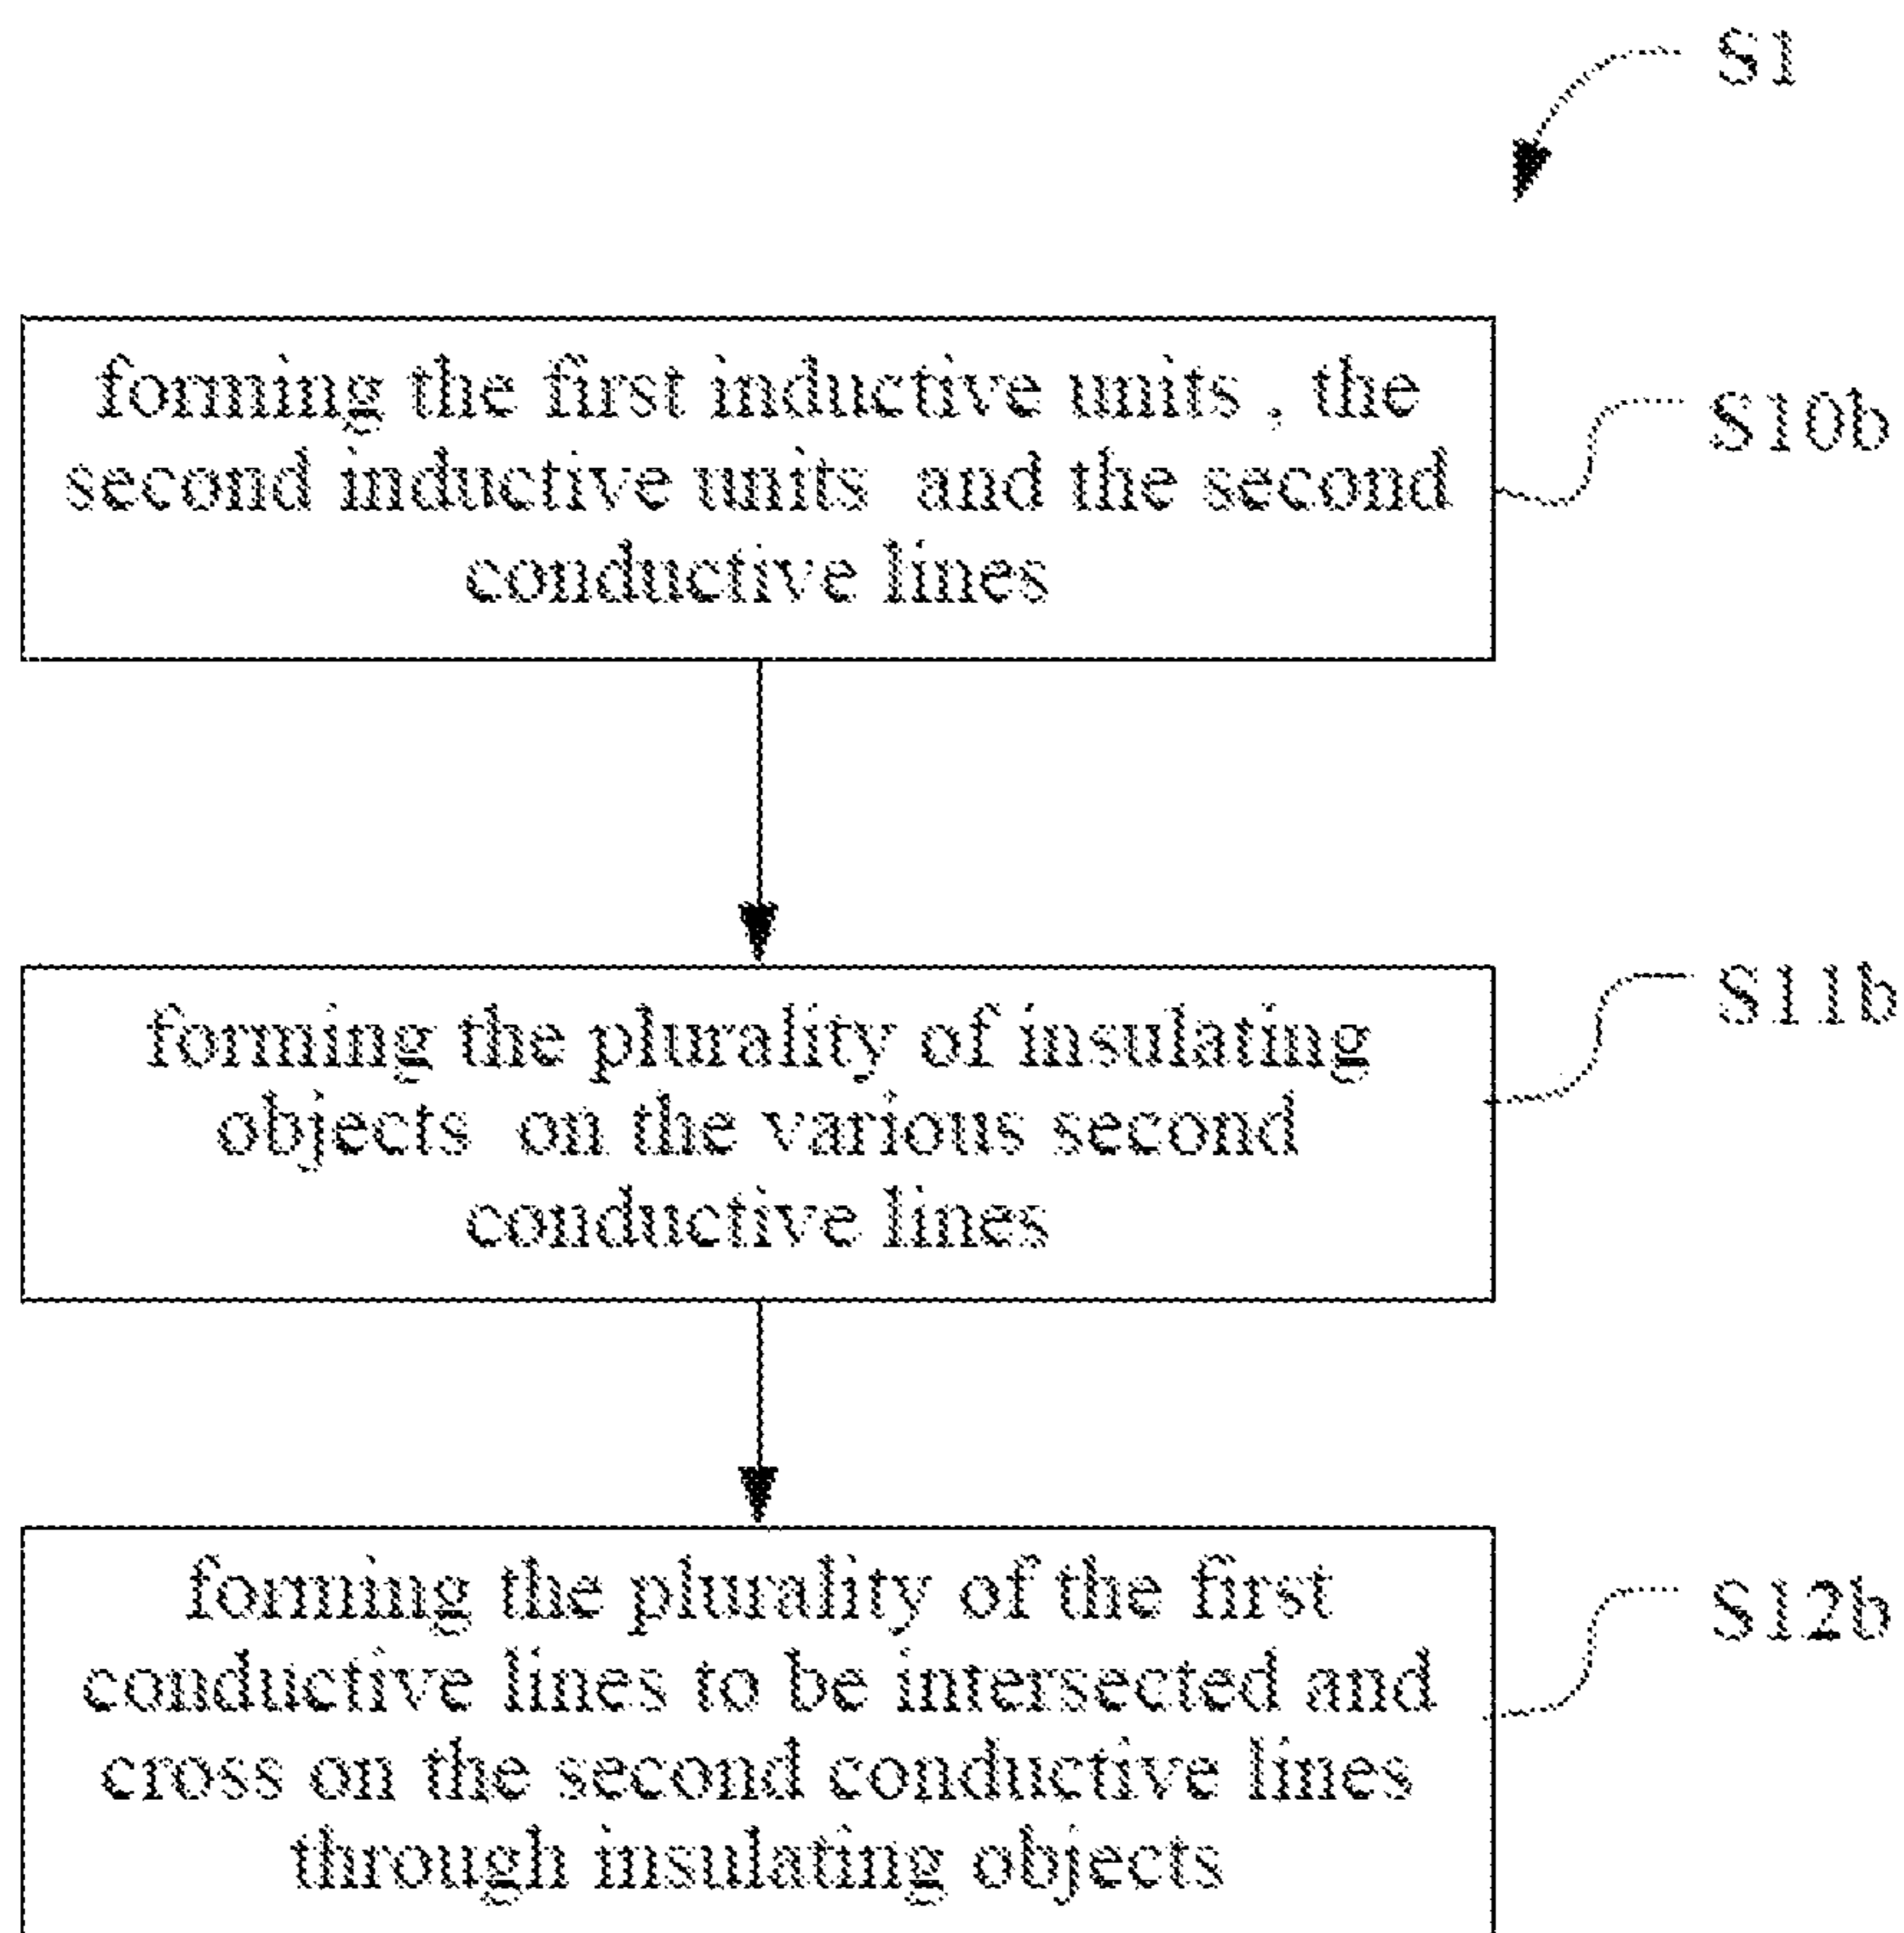 S1
forming the first inductive units , the
second inductive units and the second
conductive lines
S10b
forming the plurality of insulating
objects on the various second
conductive lines
S11b
forming the plurality of the first
conductive lines to be intersected and
cross on the second conductive lines
through insulating objects
S12b